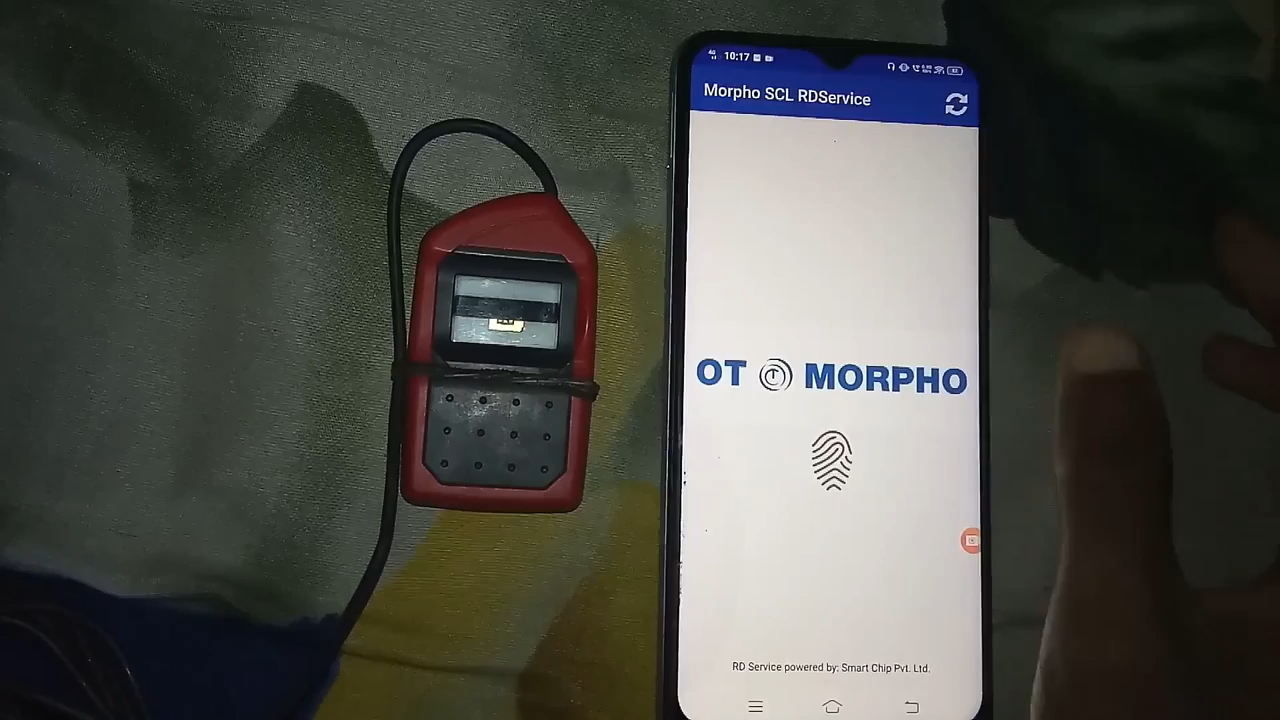 10:17
Morpho SCL RDService
OT MORPHO
RD Service powered by: Smart Chip Pvt. Ltd.